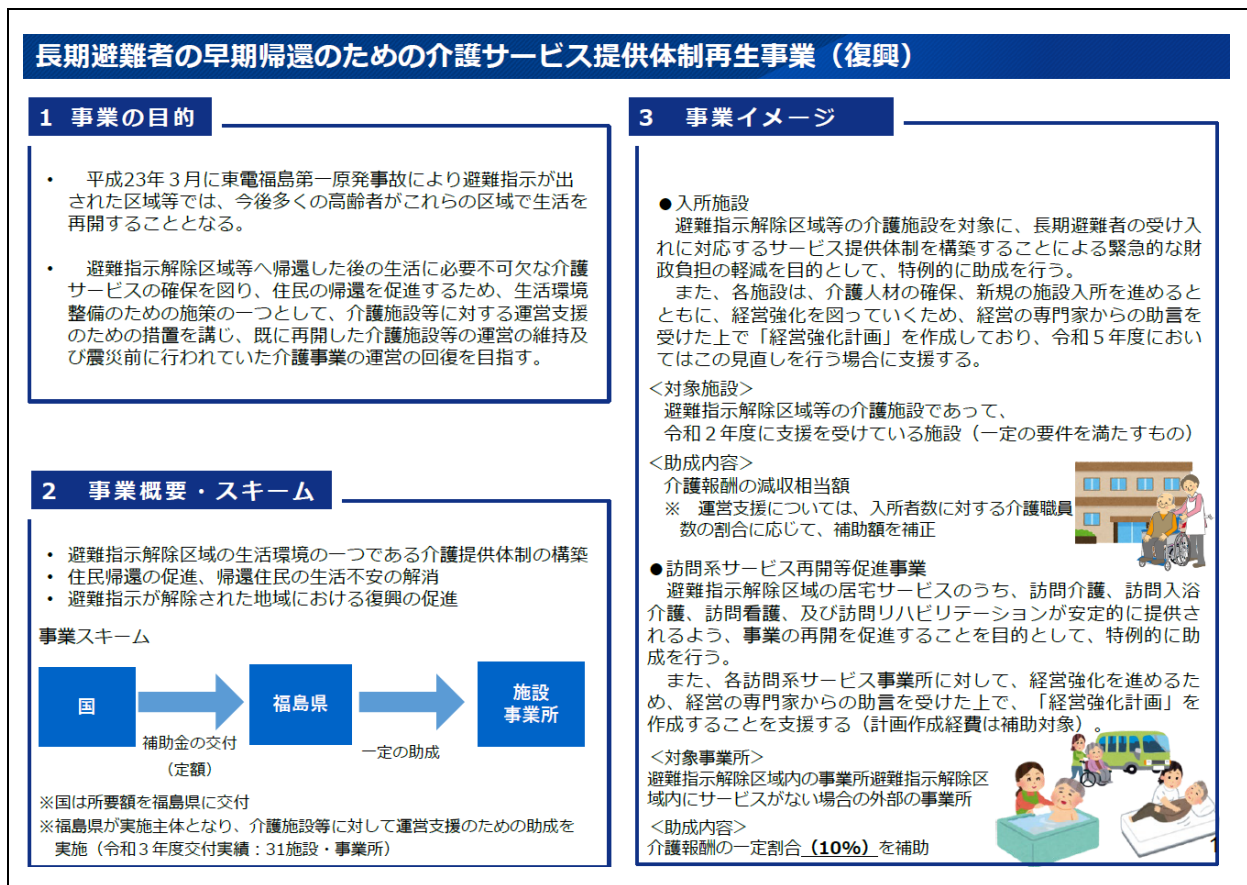 長期避難者の早期帰還のための介護サービス提供体制再生事業（復興）
1 事業の目的
・ 平成23年３月に東電福島第一原発事故により避難指示が出
された区域等では、今後多くの高齢者がこれらの区域で生活を
再開することとなる。
・ 避難指示解除区域等へ帰還した後の生活に必要不可欠な介護
サービスの確保を図り、住民の帰還を促進するため、生活環境
整備のための施策の一つとして、介護施設等に対する運営支援
のための措置を講じ、既に再開した介護施設等の運営の維持及
び震災前に行われていた介護事業の運営の回復を目指す。
2 事業概要・スキーム
・ 避難指示解除区域の生活環境の一つである介護提供体制の構築
・ 住民帰還の促進、帰還住民の生活不安の解消
・ 避難指示が解除された地域における復興の促進
事業スキーム
国
補助金の交付
（定額）
福島県
一定の助成
施設
事業所
※国は所要額を福島県に交付
※福島県が実施主体となり、介護施設等に対して運営支援のための助成を
実施（令和３年度交付実績：31施設・事業所）
3 事業イメージ
●入所施設
避難指示解除区域等の介護施設を対象に、長期避難者の受け入
れに対応するサービス提供体制を構築することによる緊急的な財
政負担の軽減を目的として、特例的に助成を行う。
また、各施設は、介護人材の確保、新規の施設入所を進めると
ともに、経営強化を図っていくため、経営の専門家からの助言を
受けた上で「経営強化計画」を作成しており、令和５年度におい
てはこの見直しを行う場合に支援する。
＜対象施設＞
避難指示解除区域等の介護施設であって、
令和２年度に支援を受けている施設（一定の要件を満たすもの）
＜助成内容＞
介護報酬の減収相当額
※ 運営支援については、入所者数に対する介護職員
数の割合に応じて、補助額を補正
●訪問系サービス再開等促進事業
避難指示解除区域の居宅サービスのうち、訪問介護、訪問入浴
介護、訪問看護、及び訪問リハビリテーションが安定的に提供さ
れるよう、事業の再開を促進することを目的として、特例的に助
成を行う。
また、各訪問系サービス事業所に対して、経営強化を進めるた
め、経営の専門家からの助言を受けた上で、「経営強化計画」を
作成することを支援する（計画作成経費は補助対象）。
＜対象事業所＞
避難指示解除区域内の事業所避難指示解除区
域内にサービスがない場合の外部の事業所
＜助成内容＞
介護報酬の一定割合（10%）を補助
1